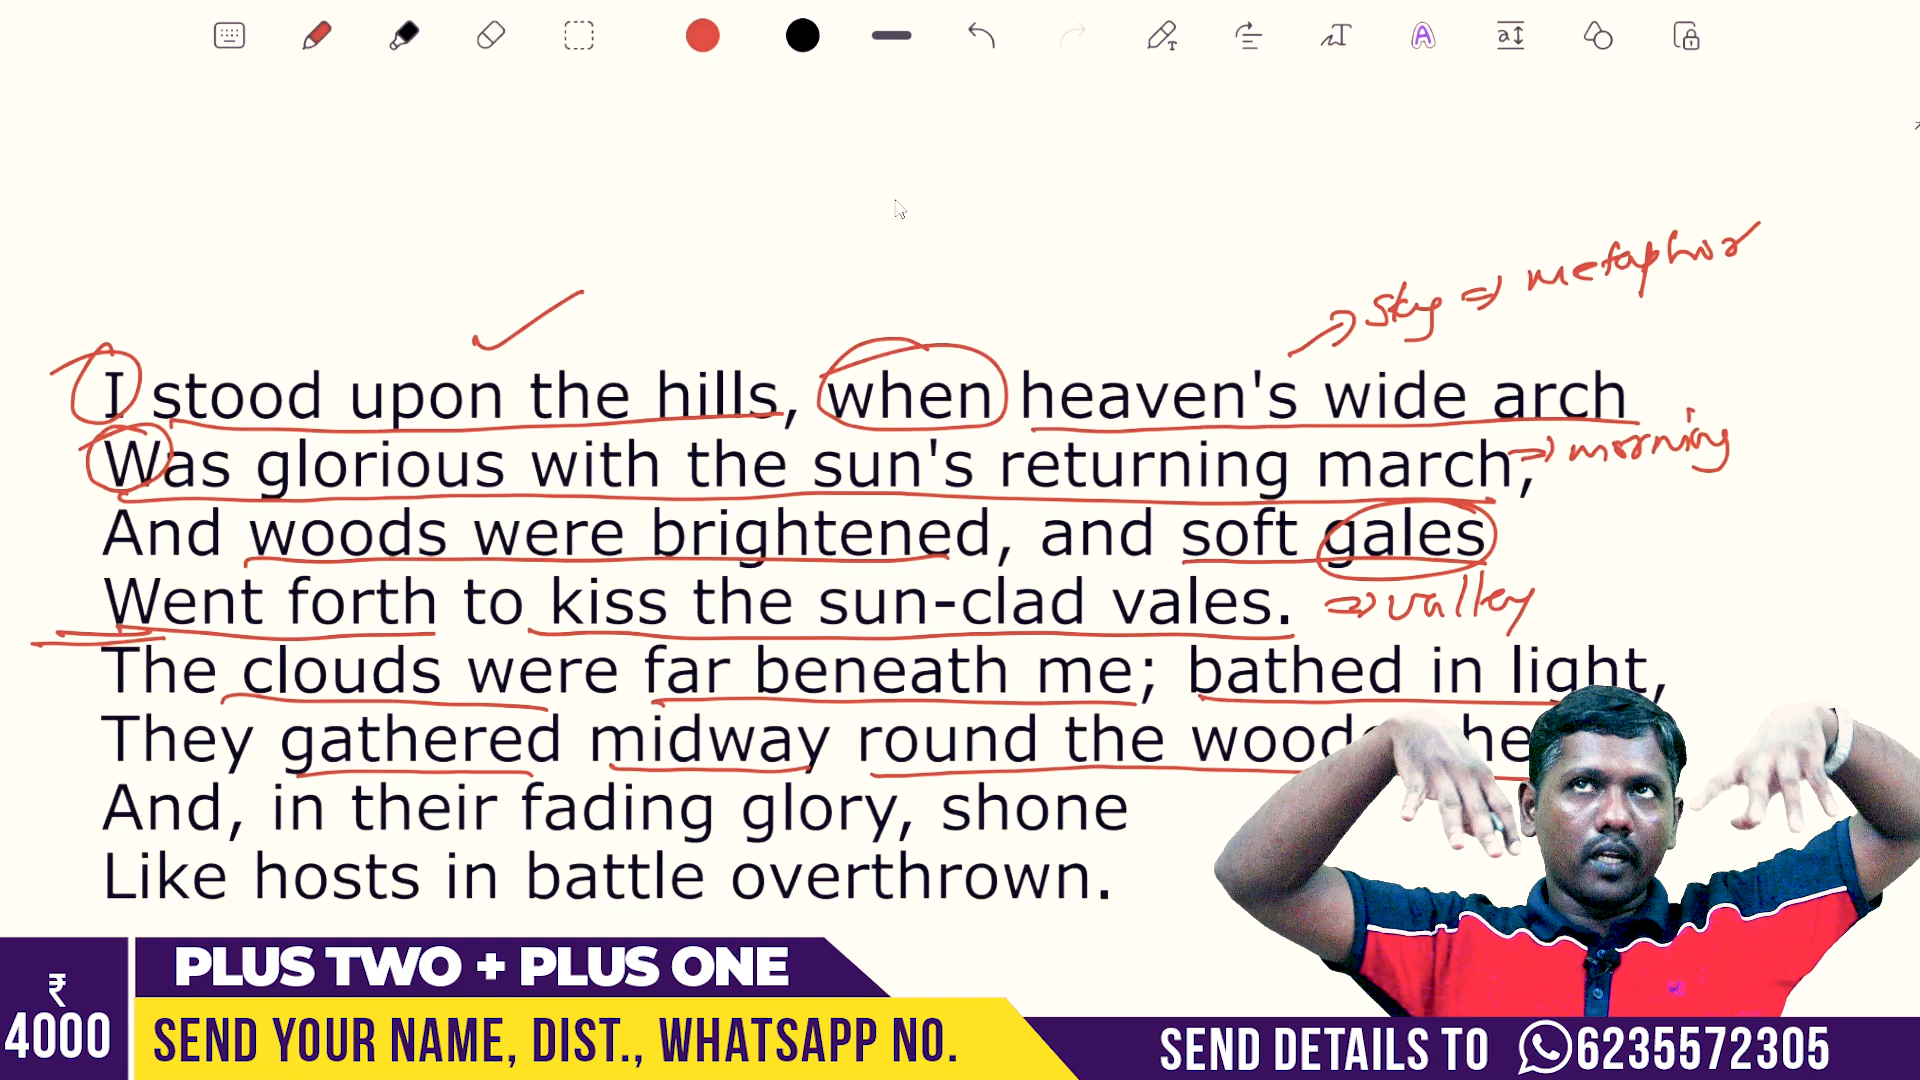 sky ⇒ metaphor
I stood upon the hills, when heaven's wide arch
Was glorious with the sun's returning march, ⇒ morning
And woods were brightened, and soft gales
Went forth to kiss the sun-clad vales. ⇒ valley
The clouds were far beneath me; bathed in light,
They gathered midway round the wood he
And, in their fading glory, shone
Like hosts in battle overthrown.
₹
4000
PLUS TWO + PLUS ONE
SEND YOUR NAME, DIST., WHATSAPP NO.
SEND DETAILS TO 6235572305